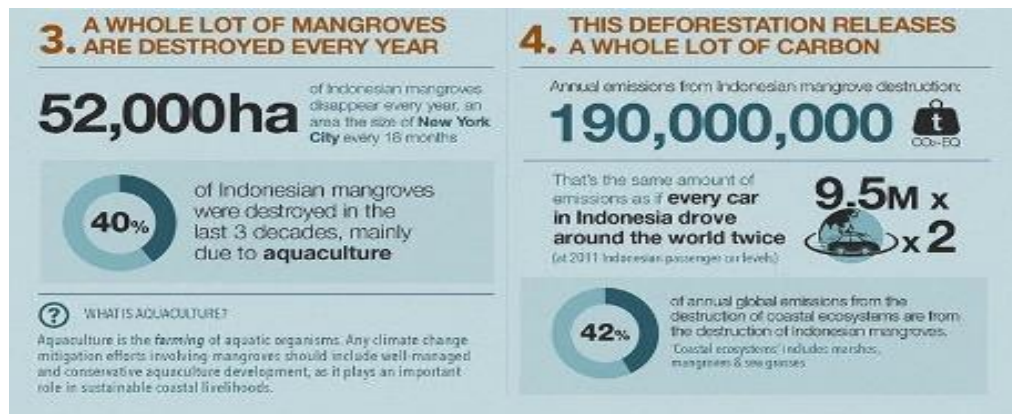 3. A WHOLE LOT OF MANGROVES
ARE DESTROYED EVERY YEAR
52,000ha
of Indonesian mangroves
disappear every year, an
area the size of New York
City every 18 months
40%
of Indonesian mangroves
were destroyed in the
last 3 decades, mainly
due to aquaculture
? WHAT IS AQUACULTURE?
Aquaculture is the farming of aquatic organisms. Any climate change
mitigation efforts involving mangroves should include well-managed
and conservative aquaculture development, as it plays an important
role in sustainable coastal livelihoods.
4. THIS DEFORESTATION RELEASES
A WHOLE LOT OF CARBON
Annual emissions from Indonesian mangrove destruction:
190,000,000 t
CO₂-EQ
That's the same amount of
emissions as if every car
in Indonesia drove
around the world twice
(at 2011 Indonesian passenger car levels)
9.5M x
x 2
42%
of annual global emissions from the
destruction of coastal ecosystems are from
the destruction of Indonesian mangroves.
'Coastal ecosystems' includes marshes,
mangroves & sea grasses